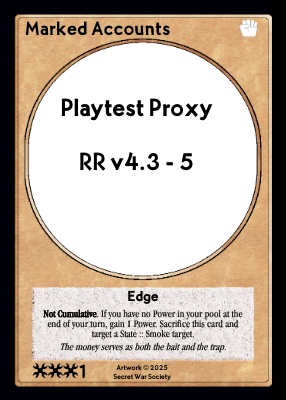 Marked Accounts
Playtest Proxy
RR v4.3 - 5
Edge
Not Cumulative. If you have no Power in your pool at the
end of your turn, gain 1 Power. Sacrifice this card and
target a State :: Smoke target.
The money serves as both the bait and the trap.
1
Artwork © 2025
Secret War Society